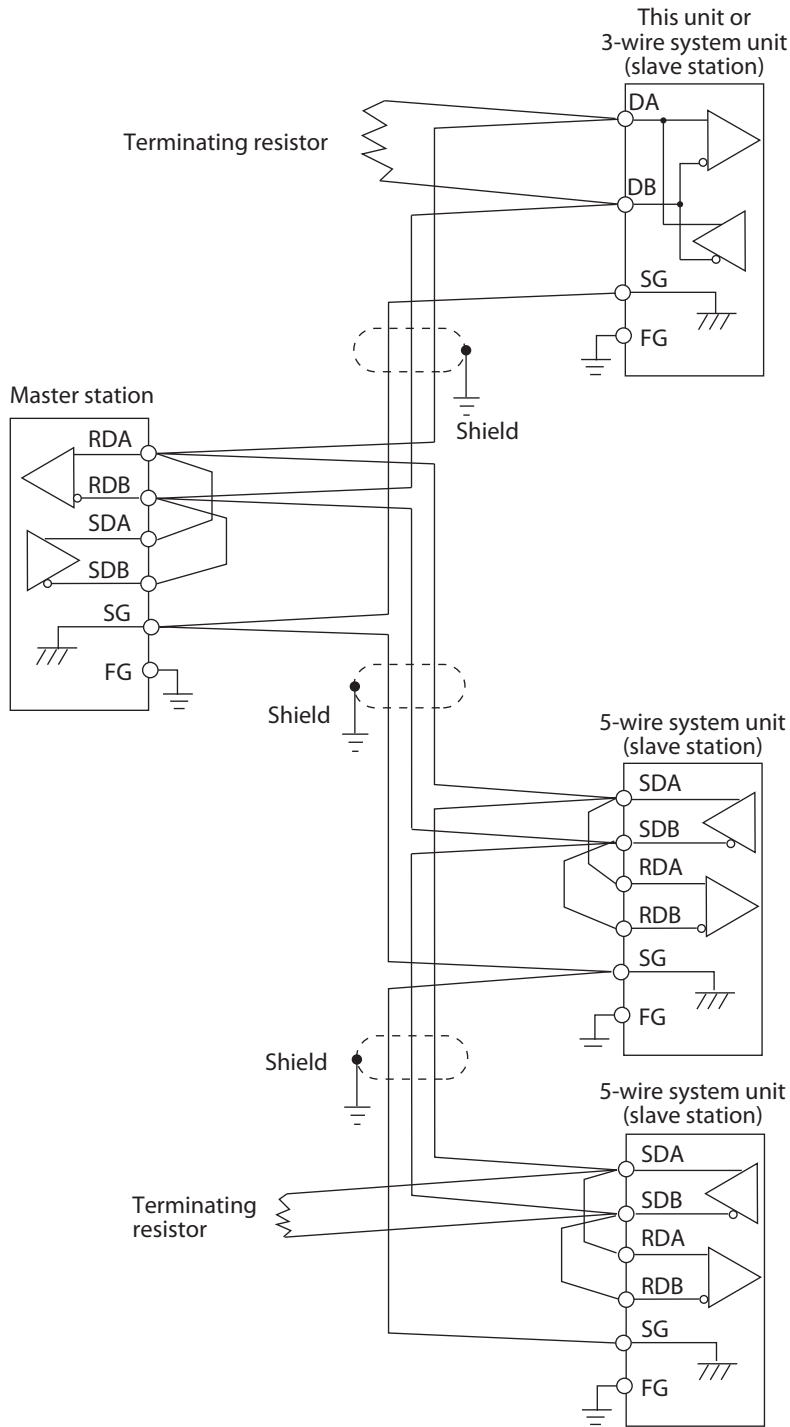 This unit or
3-wire system unit
(slave station)
DA
Terminating resistor
DB
SG
FG
Shield
Master station
RDA
RDB
SDA
SDB
SG
FG
Shield
5-wire system unit
(slave station)
SDA
SDB
RDA
RDB
SG
FG
Shield
5-wire system unit
(slave station)
SDA
SDB
Terminating
resistor
RDA
RDB
SG
FG